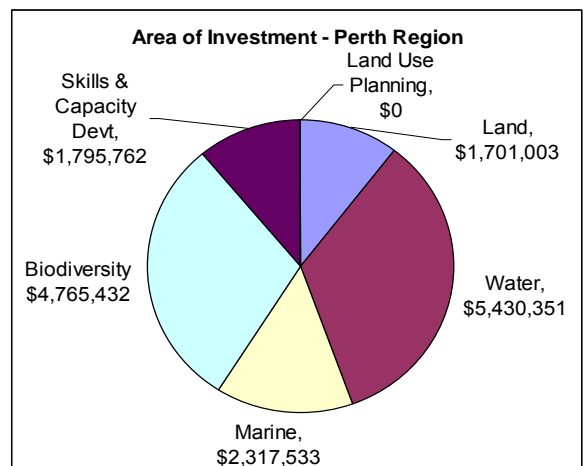 Area of Investment - Perth Region
Land Use
Planning,
$0
Skills &
Capacity
Devt,
$1,795,762
Land,
$1,701,003
Biodiversity
$4,765,432
Water,
$5,430,351
Marine,
$2,317,533